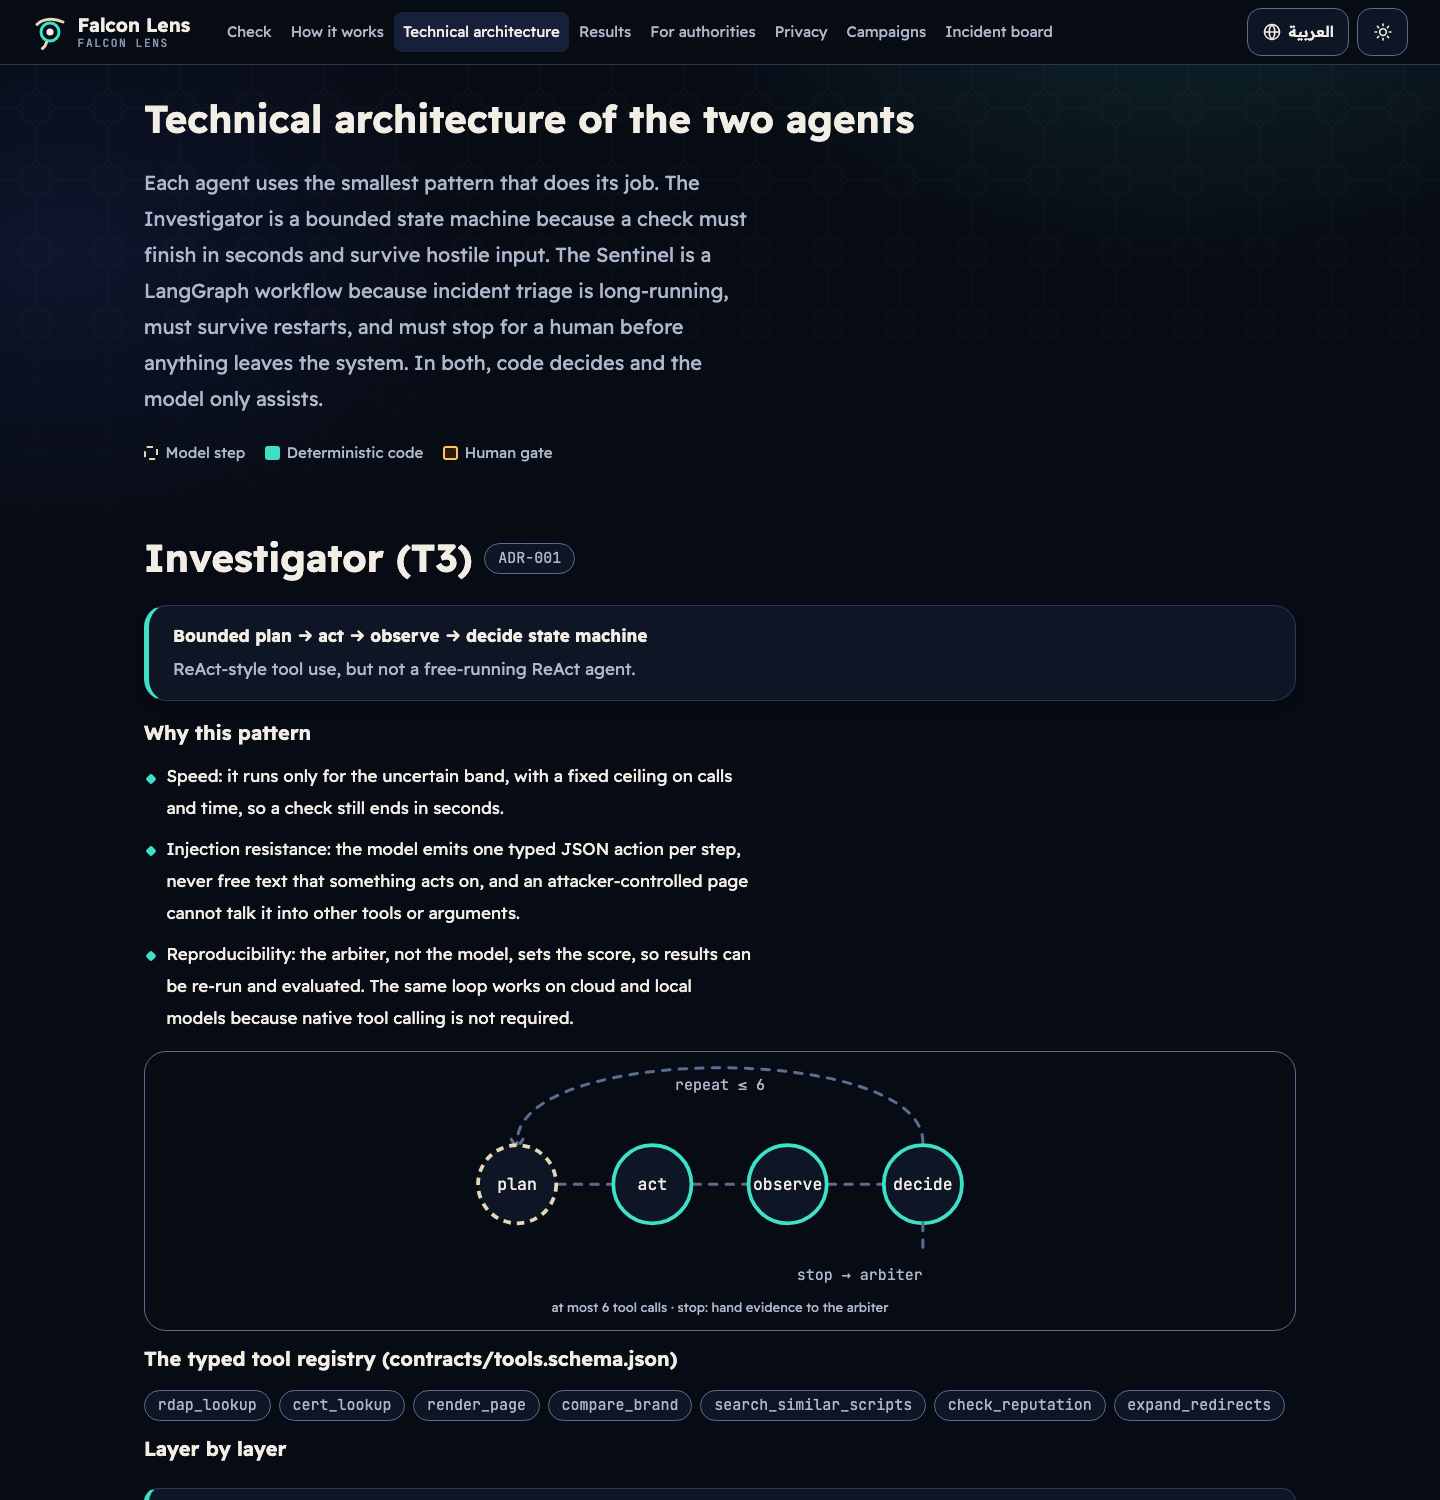 Falcon Lens
FALCON LENS
Check
How it works
Technical architecture
Results
For authorities
Privacy
Campaigns
Incident board
العربية
Technical architecture of the two agents
Each agent uses the smallest pattern that does its job. The
Investigator is a bounded state machine because a check must
finish in seconds and survive hostile input. The Sentinel is a
LangGraph workflow because incident triage is long-running,
must survive restarts, and must stop for a human before
anything leaves the system. In both, code decides and the
model only assists.
Model step
Deterministic code
Human gate
Investigator (T3)
ADR-001
Bounded plan → act → observe → decide state machine
ReAct-style tool use, but not a free-running ReAct agent.
Why this pattern
Speed: it runs only for the uncertain band, with a fixed ceiling on calls
and time, so a check still ends in seconds.
Injection resistance: the model emits one typed JSON action per step,
never free text that something acts on, and an attacker-controlled page
cannot talk it into other tools or arguments.
Reproducibility: the arbiter, not the model, sets the score, so results can
be re-run and evaluated. The same loop works on cloud and local
models because native tool calling is not required.
repeat ≤ 6
plan
act
observe
decide
stop → arbiter
at most 6 tool calls · stop: hand evidence to the arbiter
The typed tool registry (contracts/tools.schema.json)
rdap_lookup
cert_lookup
render_page
compare_brand
search_similar_scripts
check_reputation
expand_redirects
Layer by layer